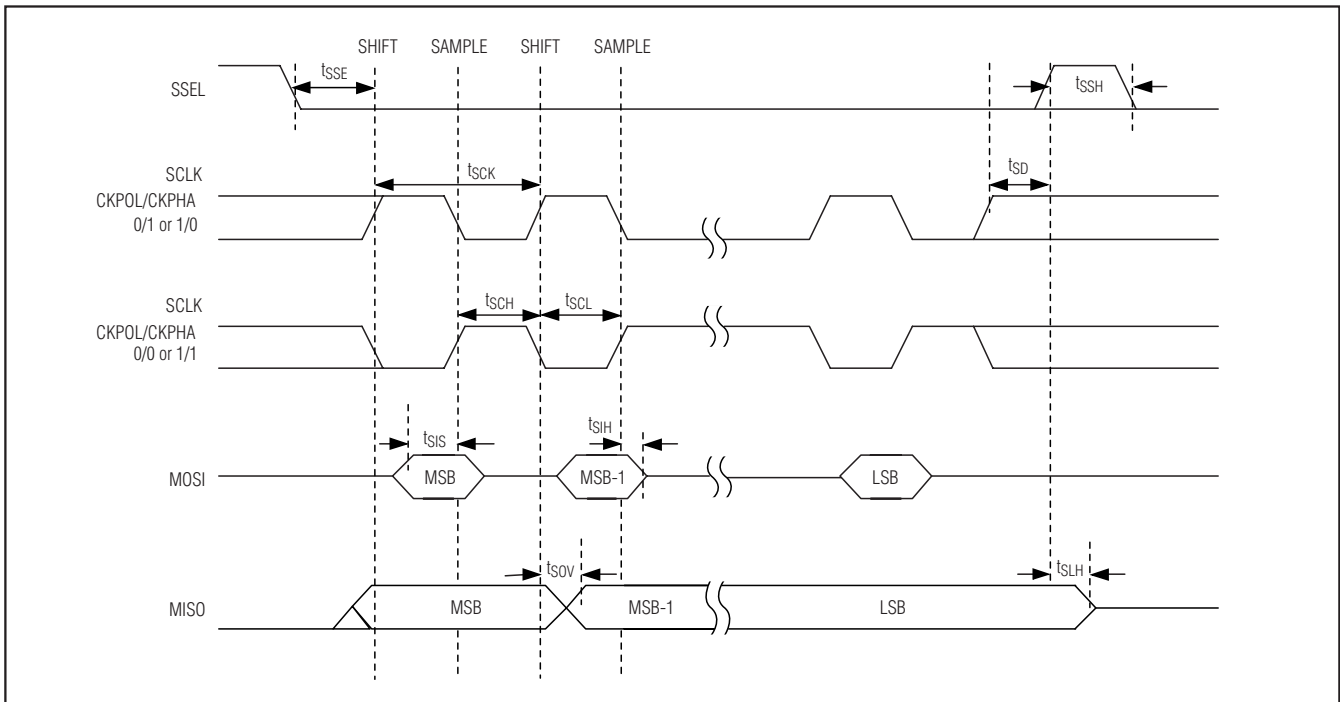 SHIFT SAMPLE SHIFT SAMPLE
tSSE
SSEL
tSSH
SCLK
CKPOL/CKPHA
0/1 or 1/0
tSCK
tSD
SCLK
CKPOL/CKPHA
0/0 or 1/1
tSCH tSCL
tSIS
tSIH
MOSI
MSB
MSB-1
LSB
tSOV
tSLH
MISO
MSB
MSB-1
LSB